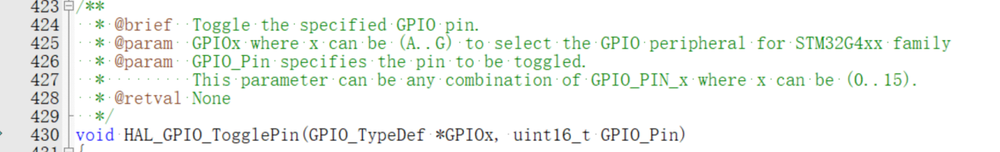 423 /**
424 * @brief Toggle the specified GPIO pin.
425 * @param GPIOx where x can be (A..G) to select the GPIO peripheral for STM32G4xx family
426 * @param GPIO_Pin specifies the pin to be toggled.
427 * This parameter can be any combination of GPIO_PIN_x where x can be (0..15).
428 * @retval None
429 */
430 void HAL_GPIO_TogglePin(GPIO_TypeDef *GPIOx, uint16_t GPIO_Pin)
431 {